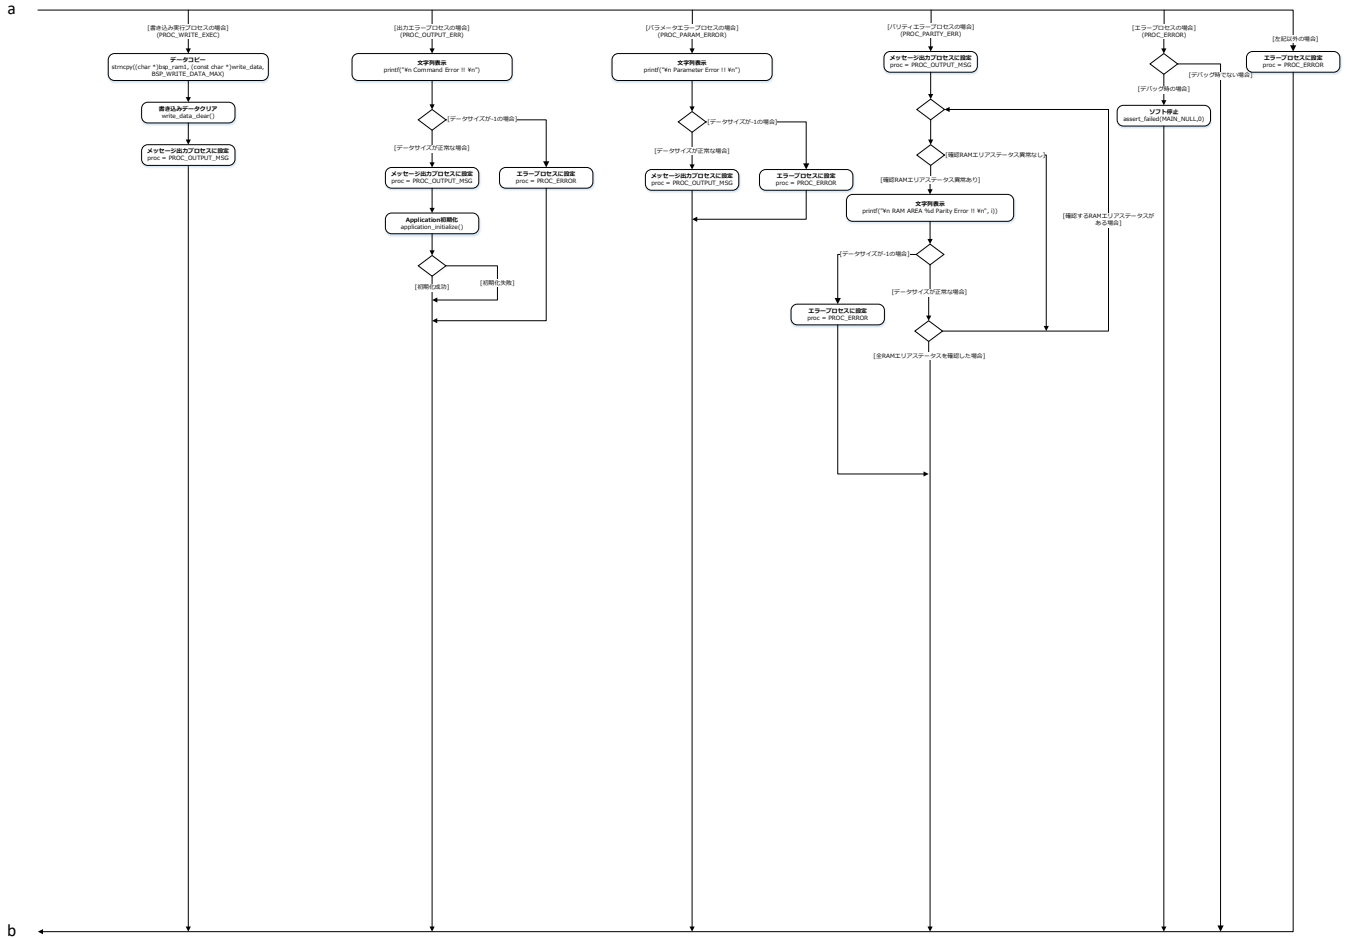 a
[書き込み実行プロセスの場合]
(PROC_WRITE_EXEC)
データコピー
strncpy((char *)bsp_ram1, (const char *)write_data,
BSP_WRITE_DATA_MAX)
書き込みデータクリア
write_data_clear()
メッセージ出力プロセスに設定
proc = PROC_OUTPUT_MSG
[出力エラープロセスの場合]
(PROC_OUTPUT_ERR)
文字列表示
printf("¥n Command Error !! ¥n")
[データサイズが-1の場合]
[データサイズが正常な場合]
メッセージ出力プロセスに設定
proc = PROC_OUTPUT_MSG
エラープロセスに設定
proc = PROC_ERROR
Application初期化
application_initialize()
[初期化成功]
[初期化失敗]
[パラメータエラープロセスの場合]
(PROC_PARAM_ERROR)
文字列表示
printf("¥n Parameter Error !! ¥n")
[データサイズが-1の場合]
[データサイズが正常な場合]
メッセージ出力プロセスに設定
proc = PROC_OUTPUT_MSG
エラープロセスに設定
proc = PROC_ERROR
[パリティエラープロセスの場合]
(PROC_PARITY_ERR)
メッセージ出力プロセスに設定
proc = PROC_OUTPUT_MSG
[確認RAMエリアステータス異常なし]
[確認RAMエリアステータス異常あり]
文字列表示
printf("¥n RAM AREA %d Parity Error !! ¥n", i))
[確認するRAMエリアステータスが
ある場合]
[データサイズが-1の場合]
[データサイズが正常な場合]
エラープロセスに設定
proc = PROC_ERROR
[全RAMエリアステータスを確認した場合]
[エラープロセスの場合]
(PROC_ERROR)
[デバッグ時でない場合]
[デバッグ時の場合]
ソフト停止
assert_failed(MAIN_NULL,0)
[左記以外の場合]
エラープロセスに設定
proc = PROC_ERROR
b